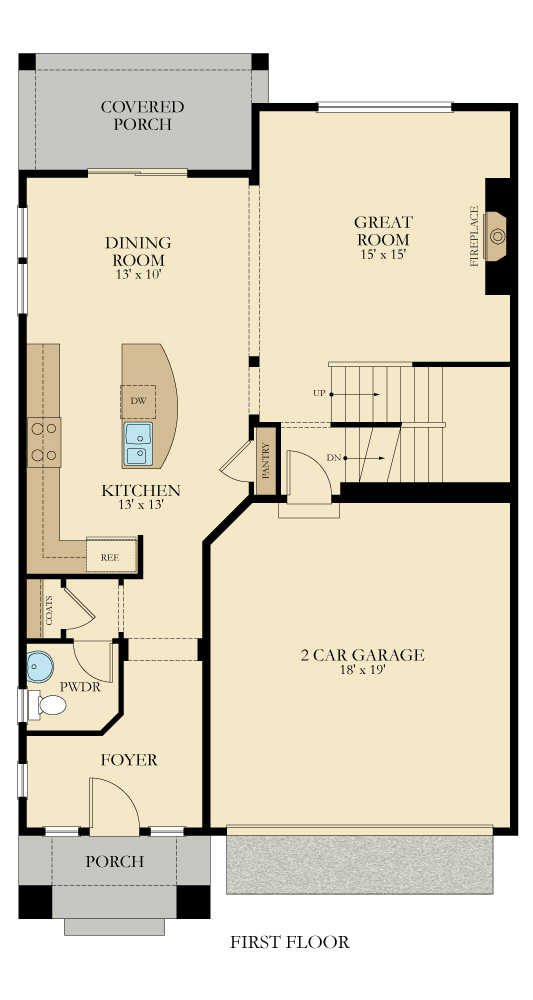 COVERED
PORCH
DINING
ROOM
13' x 10'
GREAT
ROOM
15' x 15'
FIREPLACE
UP
DW
DN
PANTRY
KITCHEN
13' x 13'
REF.
COATS
PWDR
2 CAR GARAGE
18' x 19'
FOYER
PORCH
FIRST FLOOR